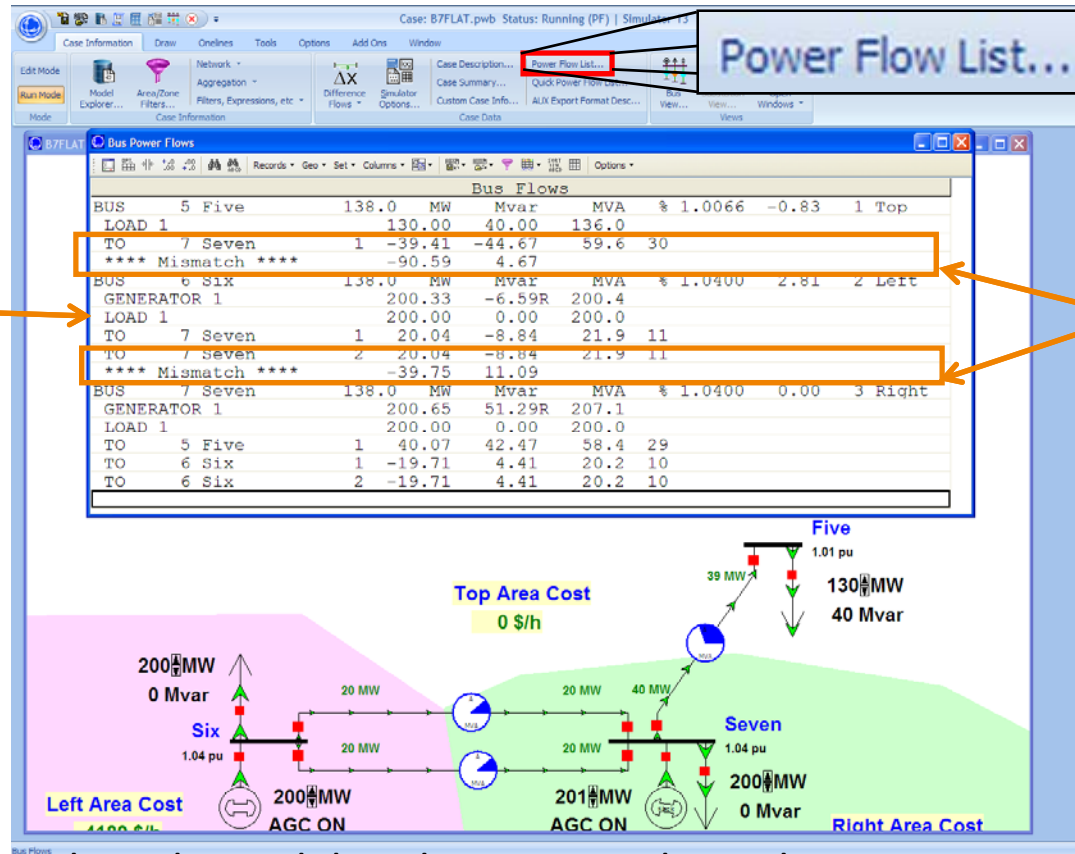 Case: B7FLAT.pwb Status: Running (PF) | Simulator 13
Case Information Draw Onelines Tools Options Add Ons Window
Power Flow List...
Edit Mode
Run Mode
Mode
Model Explorer...
Area/Zone Filters...
Network
Aggregation
Filters, Expressions, etc
Case Information
Difference Flows
Simulator Options...
Case Description...
Case Summary...
Custom Case Info...
Power Flow List...
Quick Power Flow List...
AUX Export Format Desc...
Case Data
Bus View...
View...
Windows
Views
B7FLAT
Bus Power Flows
Records Geo Set Columns Options
Bus Flows
BUS 5 Five 138.0 MW Mvar MVA % 1.0066 -0.83 1 Top
LOAD 1 130.00 40.00 136.0
TO 7 Seven 1 -39.41 -44.67 59.6 30
**** Mismatch **** -90.59 4.67
BUS 6 Six 138.0 MW Mvar MVA % 1.0400 2.81 2 Left
GENERATOR 1 200.33 -6.59R 200.4
LOAD 1 200.00 0.00 200.0
TO 7 Seven 1 20.04 -8.84 21.9 11
TO 7 Seven 2 20.04 -8.84 21.9 11
**** Mismatch **** -39.75 11.09
BUS 7 Seven 138.0 MW Mvar MVA % 1.0400 0.00 3 Right
GENERATOR 1 200.65 51.29R 207.1
LOAD 1 200.00 0.00 200.0
TO 5 Five 1 40.07 42.47 58.4 29
TO 6 Six 1 -19.71 4.41 20.2 10
TO 6 Six 2 -19.71 4.41 20.2 10
Five
1.01 pu
39 MW
130 MW
40 Mvar
Top Area Cost
0 $/h
MVA
200 MW
0 Mvar
20 MW
20 MW
40 MW
A
MVA
Six
1.04 pu
Seven
1.04 pu
20 MW
20 MW
A
MVA
200 MW
0 Mvar
Left Area Cost
200 MW
AGC ON
201 MW
AGC ON
Right Area Cost
Bus Flows